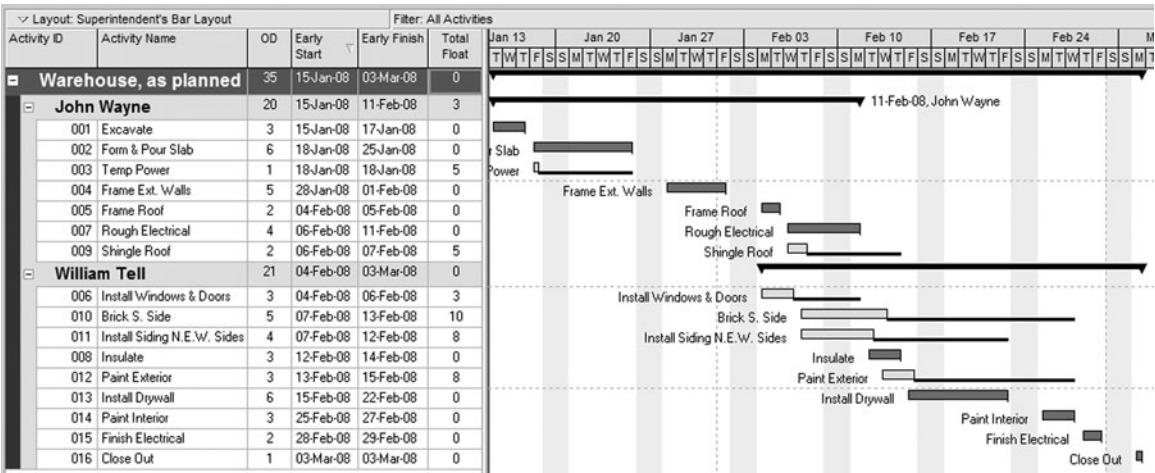 Layout: Superintendent's Bar Layout Filter: All Activities
Activity ID Activity Name OD Early Start Early Finish Total Float Jan 13 Jan 20 Jan 27 Feb 03 Feb 10 Feb 17 Feb 24 M
T W T F S S M T W T F S S M T W T F S S M T W T F S S M T W T F S S M T W T F S S M T W T F S S M T
Warehouse, as planned 35 15-Jan-08 03-Mar-08 0
John Wayne 20 15-Jan-08 11-Feb-08 3 11-Feb-08, John Wayne
001 Excavate 3 15-Jan-08 17-Jan-08 0
002 Form & Pour Slab 6 18-Jan-08 25-Jan-08 0 r Slab
003 Temp Power 1 18-Jan-08 18-Jan-08 5 Power
004 Frame Ext. Walls 5 28-Jan-08 01-Feb-08 0 Frame Ext. Walls
005 Frame Roof 2 04-Feb-08 05-Feb-08 0 Frame Roof
007 Rough Electrical 4 06-Feb-08 11-Feb-08 0 Rough Electrical
009 Shingle Roof 2 06-Feb-08 07-Feb-08 5 Shingle Roof
William Tell 21 04-Feb-08 03-Mar-08 0
006 Install Windows & Doors 3 04-Feb-08 06-Feb-08 3 Install Windows & Doors
010 Brick S. Side 5 07-Feb-08 13-Feb-08 10 Brick S. Side
011 Install Siding N.E.W. Sides 4 07-Feb-08 12-Feb-08 8 Install Siding N.E.W. Sides
008 Insulate 3 12-Feb-08 14-Feb-08 0 Insulate
012 Paint Exterior 3 13-Feb-08 15-Feb-08 8 Paint Exterior
013 Install Drywall 6 15-Feb-08 22-Feb-08 0 Install Drywall
014 Paint Interior 3 25-Feb-08 27-Feb-08 0 Paint Interior
015 Finish Electrical 2 28-Feb-08 29-Feb-08 0 Finish Electrical
016 Close Out 1 03-Mar-08 03-Mar-08 0 Close Out